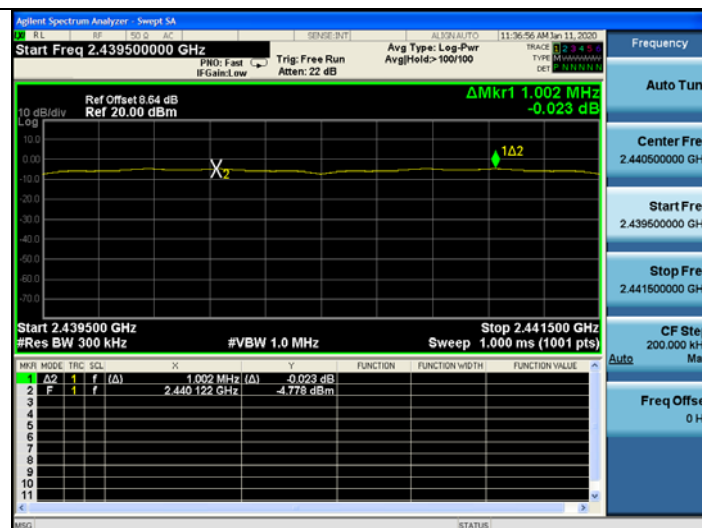 Agilent Spectrum Analyzer - Swept SA
RL RF 50 Ω AC SENSE:INT ALIGNAUTO 11:36:56 AM Jan 11, 2020
Start Freq 2.439500000 GHz
PNO: Fast
IFGain:Low
Trig: Free Run
Atten: 22 dB
Avg Type: Log-Pwr
Avg|Hold:>100/100
TRACE 1 2 3 4 5 6
TYPE MWWWWW
DET P N N N N N
Frequency
ΔMkr1 1.002 MHz
-0.023 dB
Ref Offset 8.64 dB
10 dB/div Ref 20.00 dBm
Log
10.0
0.00
-10.0
-20.0
-30.0
-40.0
-50.0
-60.0
-70.0
1Δ2
X2
Start 2.439500 GHz Stop 2.441500 GHz
#Res BW 300 kHz #VBW 1.0 MHz Sweep 1.000 ms (1001 pts)
MKR MODE TRC SCL X Y FUNCTION FUNCTION WIDTH FUNCTION VALUE
1 Δ2 1 f (Δ) 1.002 MHz (Δ) -0.023 dB
2 F 1 f 2.440 122 GHz -4.778 dBm
3
4
5
6
7
8
9
10
11
MSG STATUS
Auto Tun
Center Fre
2.440500000 GH
Start Fre
2.439500000 GH
Stop Fre
2.441500000 GH
CF Ste
200.000 kH
Auto Ma
Freq Offse
0 H